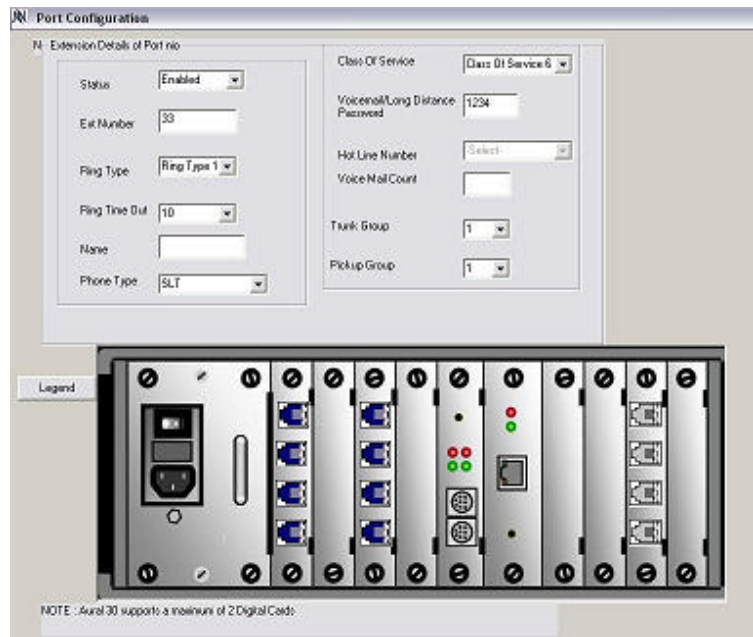 Port Configuration
Extension Details of Port no
Status
Enabled
Ext Number
33
Ring Type
Ring Type 1
Ring Time Out
10
Name
Phone Type
SLT
Class Of Service
Class Of Service 6
Voicemail/Long Distance
Password
1234
Hot Line Number
-Select-
Voice Mail Count
Trunk Group
1
Pickup Group
1
Legend
NOTE : Aural 30 supports a maximum of 2 Digital Cards